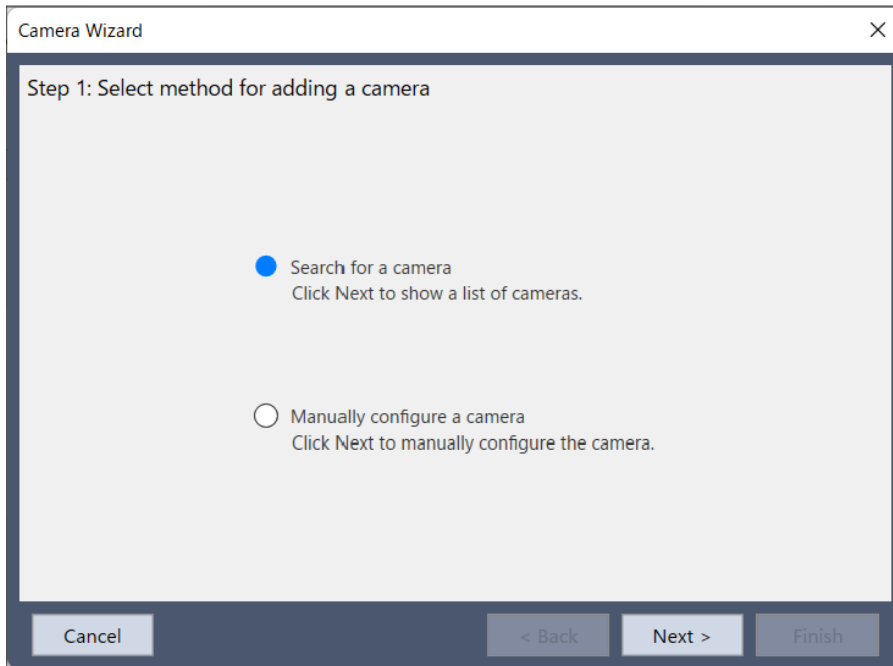 Camera Wizard
Step 1: Select method for adding a camera
Search for a camera
Click Next to show a list of cameras.
Manually configure a camera
Click Next to manually configure the camera.
Cancel
< Back
Next >
Finish